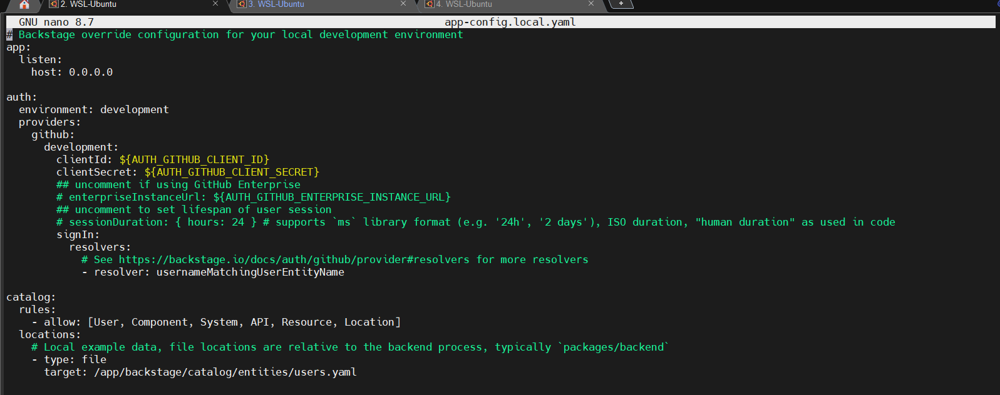 2. WSL-Ubuntu 3. WSL-Ubuntu 4. WSL-Ubuntu
GNU nano 8.7 app-config.local.yaml
# Backstage override configuration for your local development environment
app:
  listen:
    host: 0.0.0.0

auth:
  environment: development
  providers:
    github:
      development:
        clientId: ${AUTH_GITHUB_CLIENT_ID}
        clientSecret: ${AUTH_GITHUB_CLIENT_SECRET}
        ## uncomment if using GitHub Enterprise
        # enterpriseInstanceUrl: ${AUTH_GITHUB_ENTERPRISE_INSTANCE_URL}
        ## uncomment to set lifespan of user session
        # sessionDuration: { hours: 24 } # supports `ms` library format (e.g. '24h', '2 days'), ISO duration, "human duration" as used in code
        signIn:
          resolvers:
            # See https://backstage.io/docs/auth/github/provider#resolvers for more resolvers
            - resolver: usernameMatchingUserEntityName

catalog:
  rules:
    - allow: [User, Component, System, API, Resource, Location]
  locations:
    # Local example data, file locations are relative to the backend process, typically `packages/backend`
    - type: file
      target: /app/backstage/catalog/entities/users.yaml